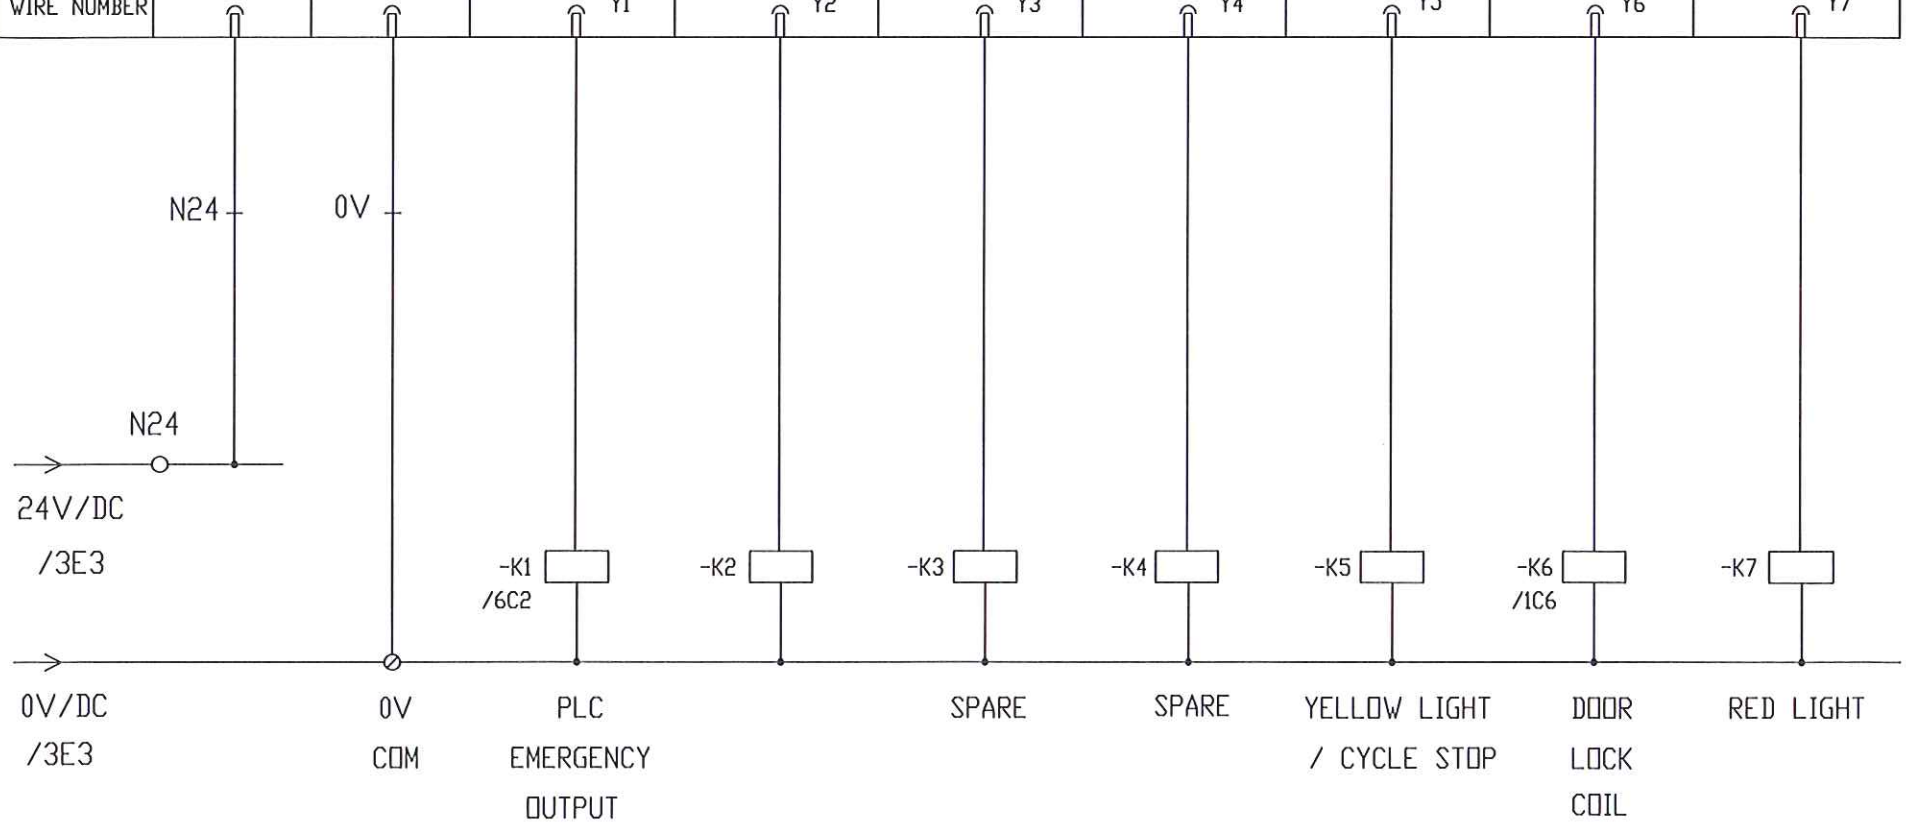 WIRE NUMBER Y1 Y2 Y3 Y4 Y5 Y6 Y7
N24 0V
N24
24V/DC
/3E3
-K1 -K2 -K3 -K4 -K5 -K6 -K7
/6C2 /1C6
0V/DC 0V PLC SPARE SPARE YELLOW LIGHT DOOR RED LIGHT
/3E3 COM EMERGENCY / CYCLE STOP LOCK
OUTPUT COIL